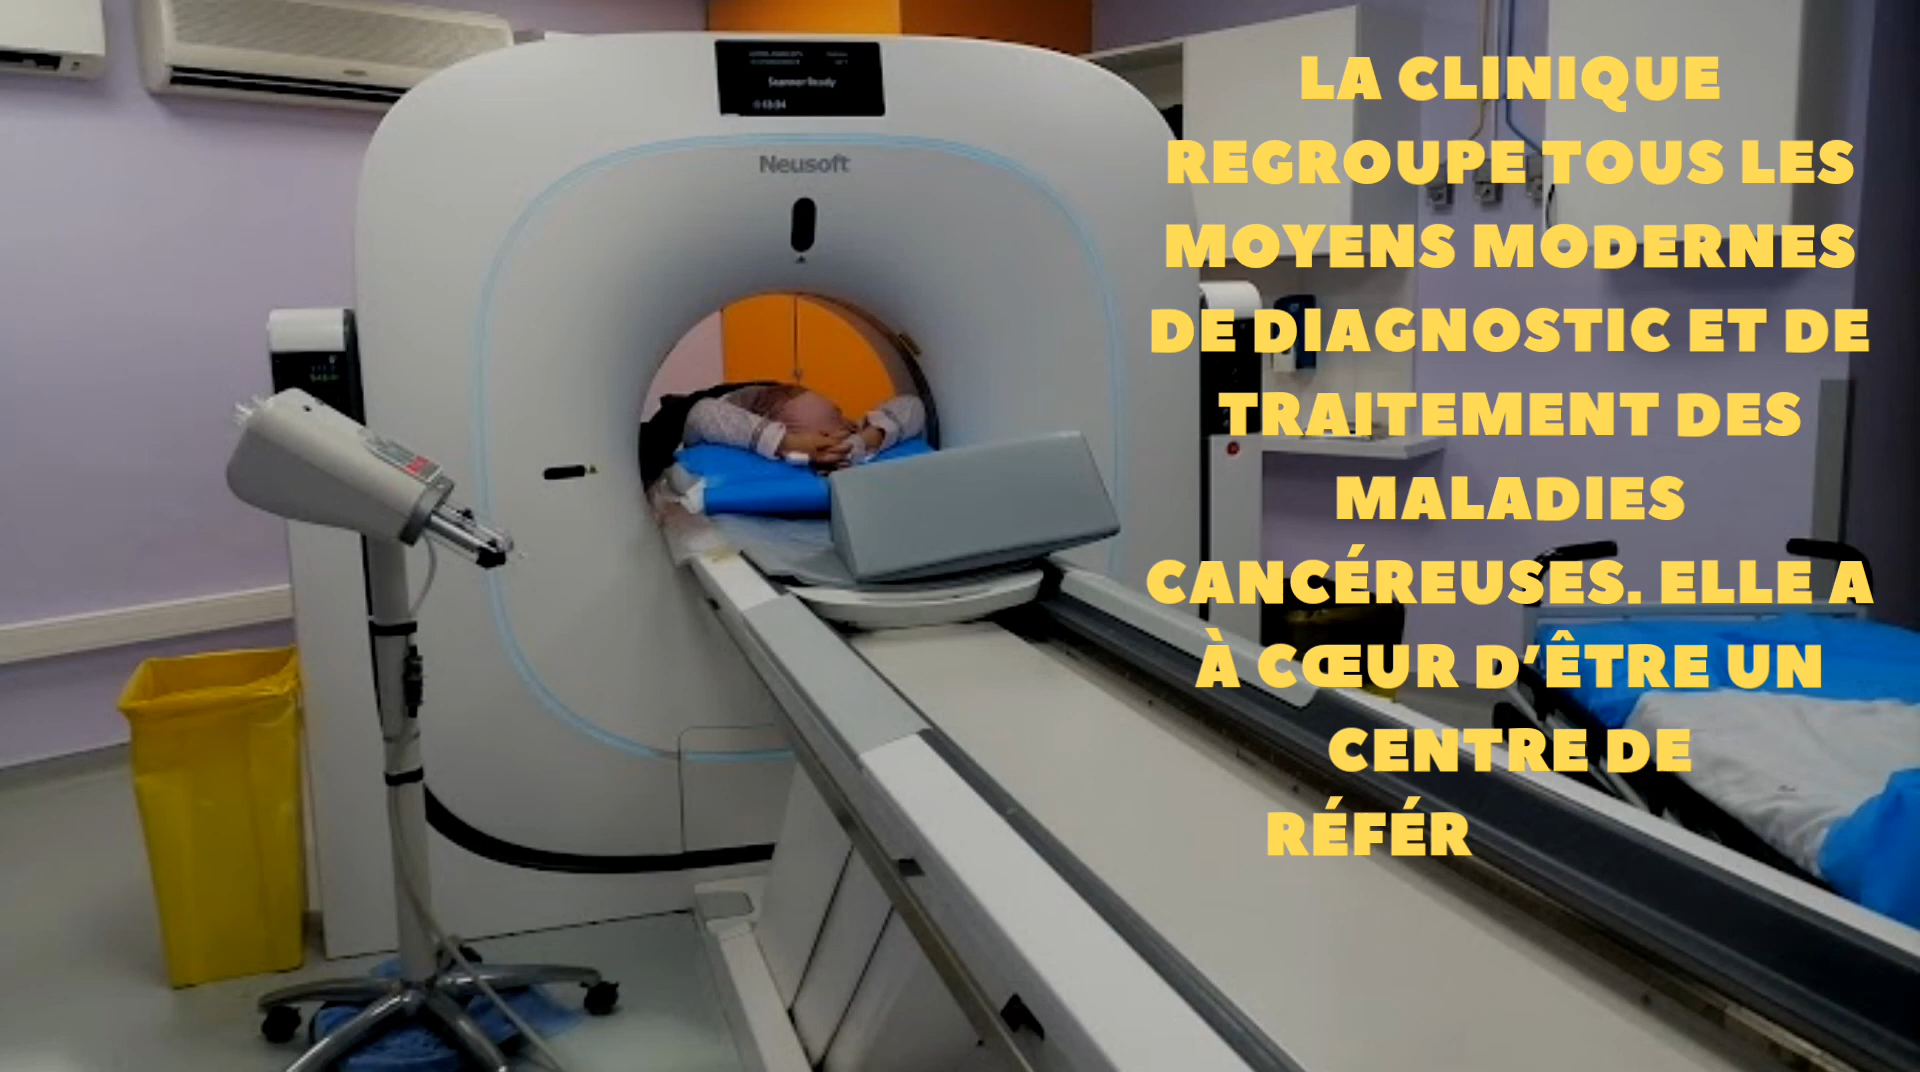 Scanner Ready
Neusoft
LA CLINIQUE
REGROUPE TOUS LES
MOYENS MODERNES
DE DIAGNOSTIC ET DE
TRAITEMENT DES
MALADIES
CANCÉREUSES. ELLE A
À CŒUR D'ÊTRE UN
CENTRE DE
RÉFÉR